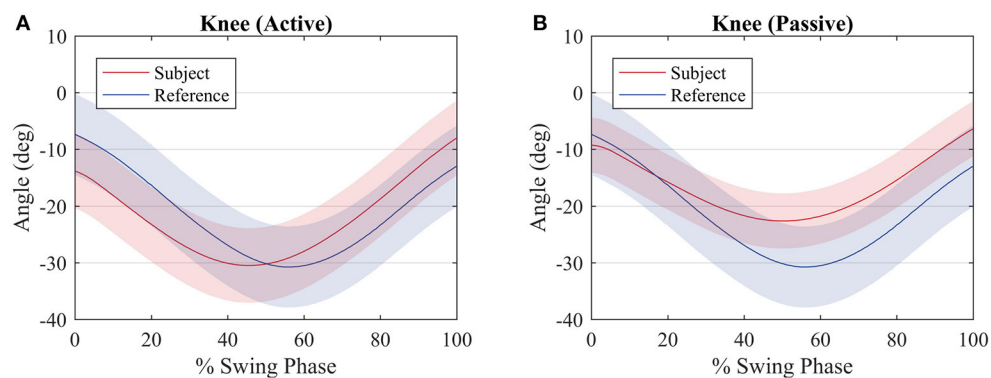 A Knee (Active)
10
0
-10
-20
-30
-40
Angle (deg)
Subject
Reference
0 20 40 60 80 100
% Swing Phase
B Knee (Passive)
10
0
-10
-20
-30
-40
Angle (deg)
Subject
Reference
0 20 40 60 80 100
% Swing Phase